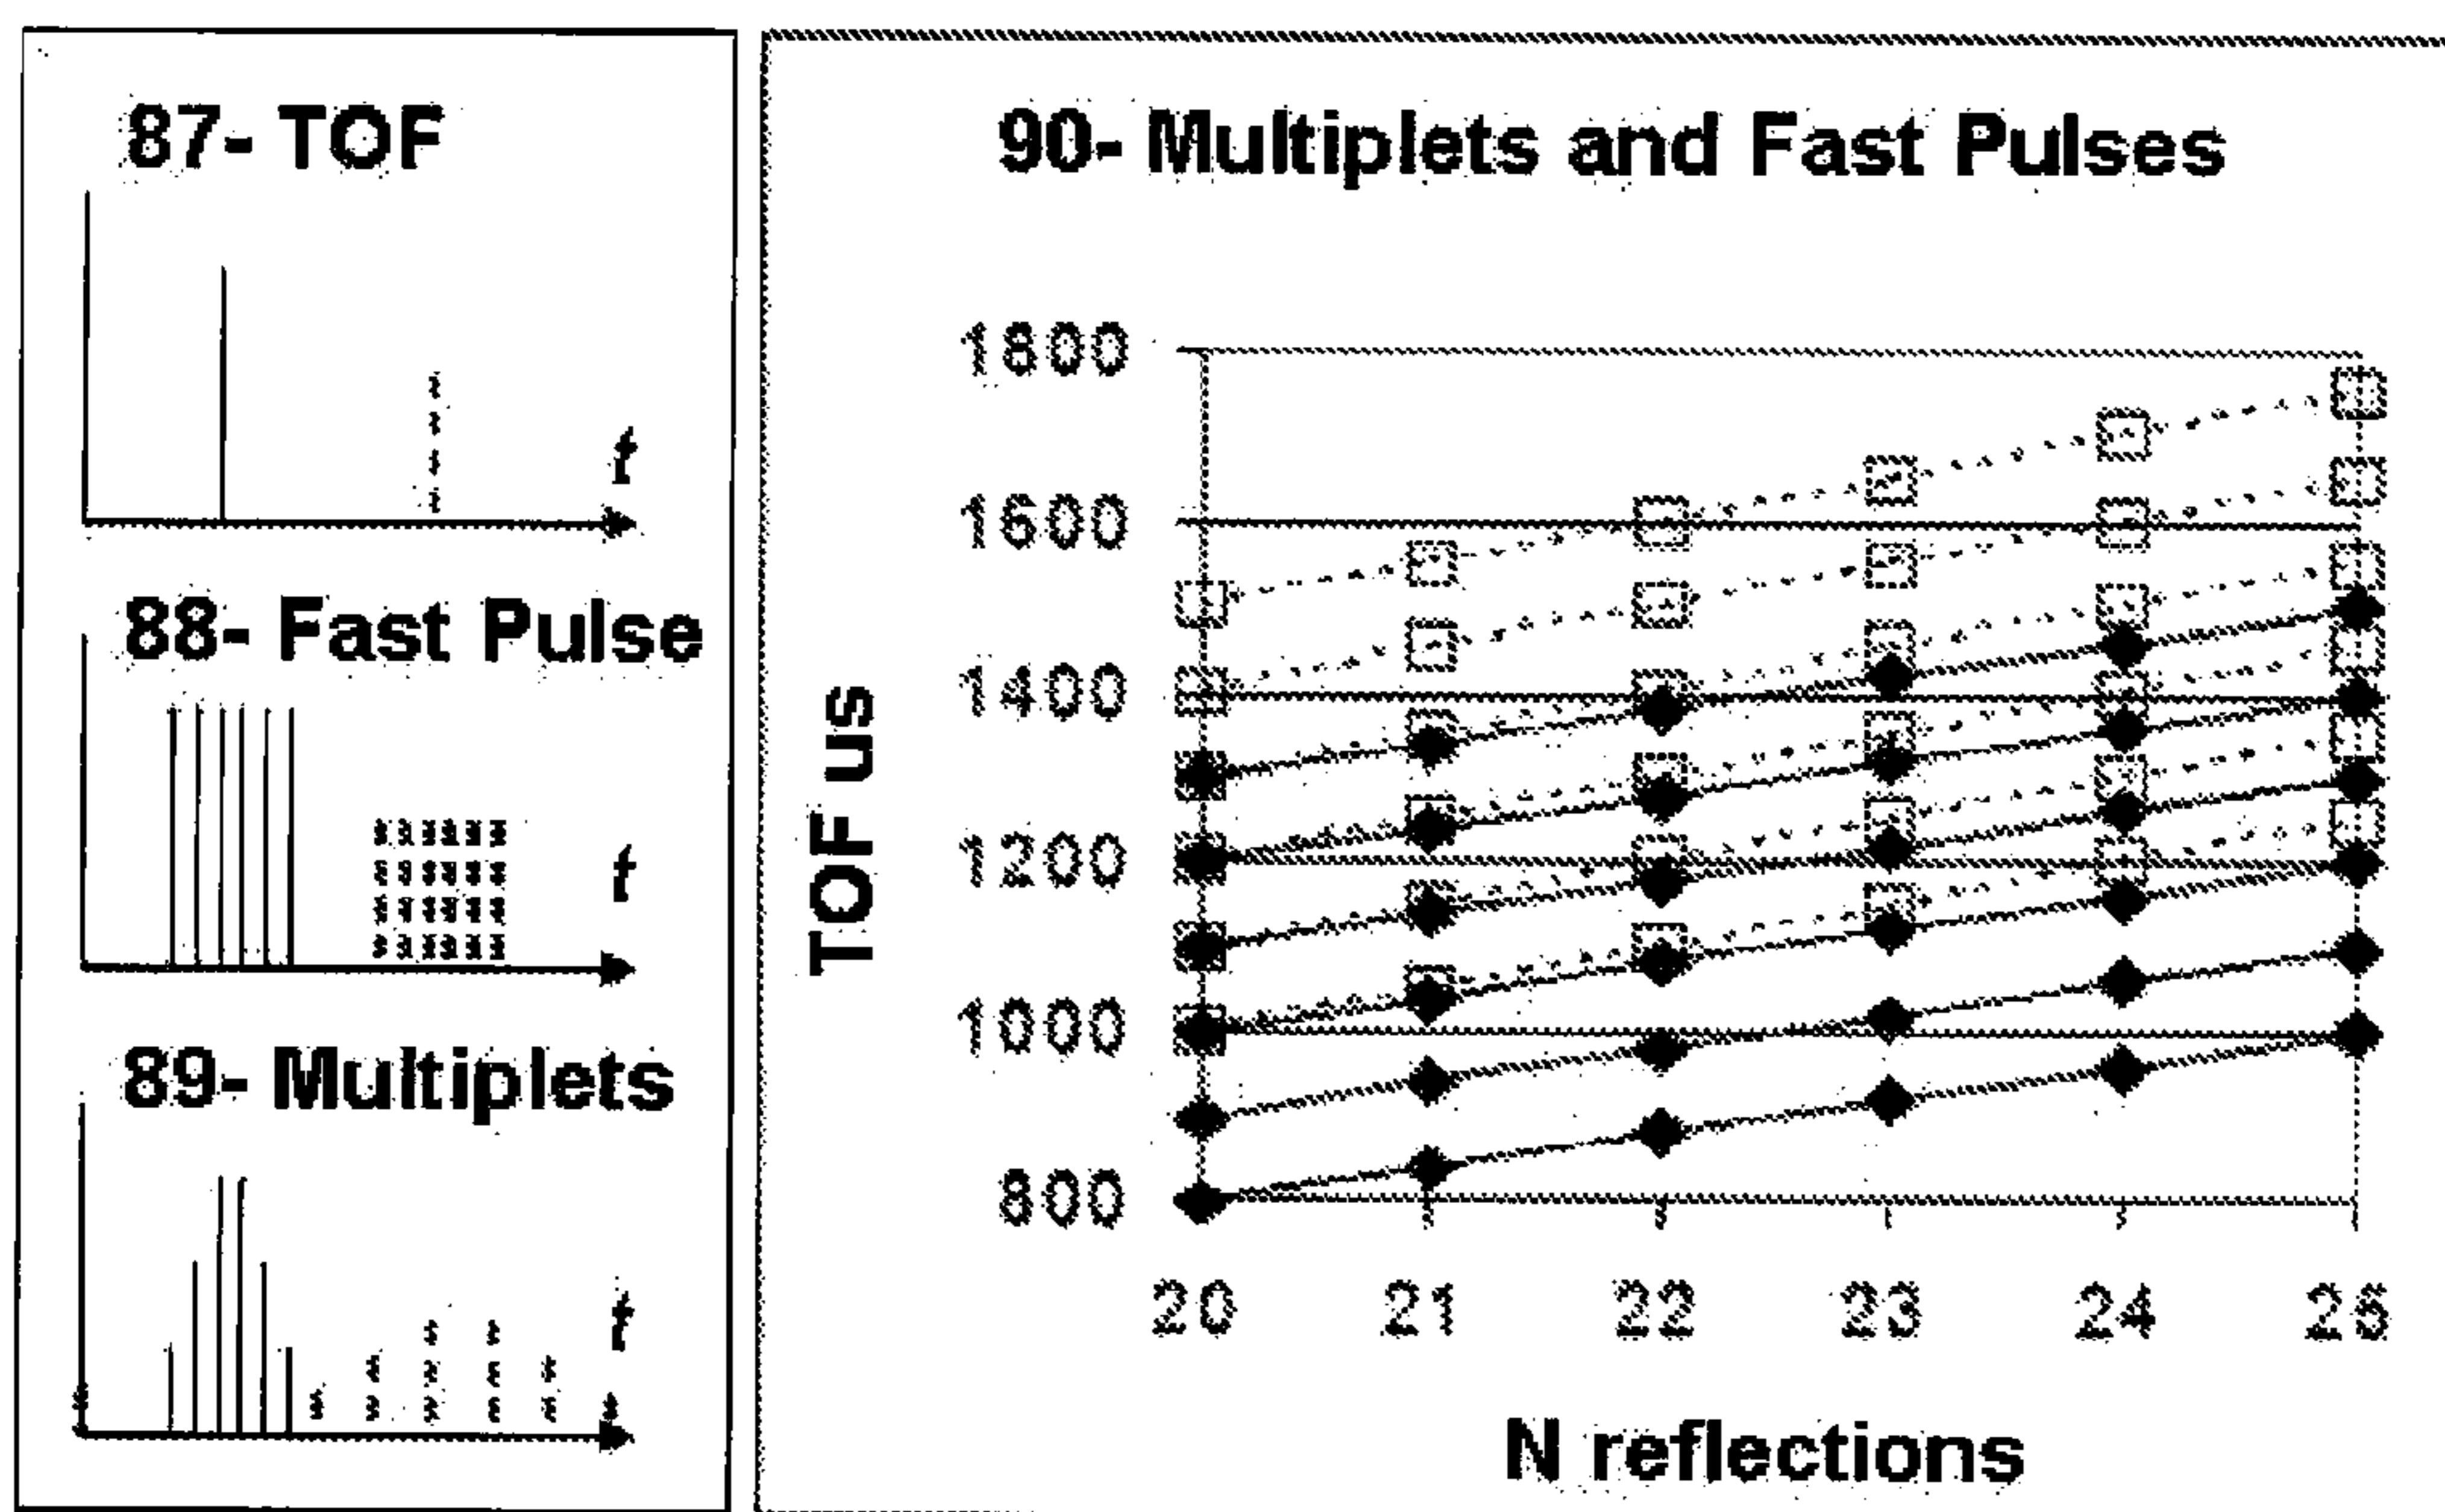 87- TOF
t
88- Fast Pulse
t
89- Multiplets
t
90- Multiplets and Fast Pulses
1800
1600
1400
1200
1000
800
TOF us
20 21 22 23 24 25
N reflections